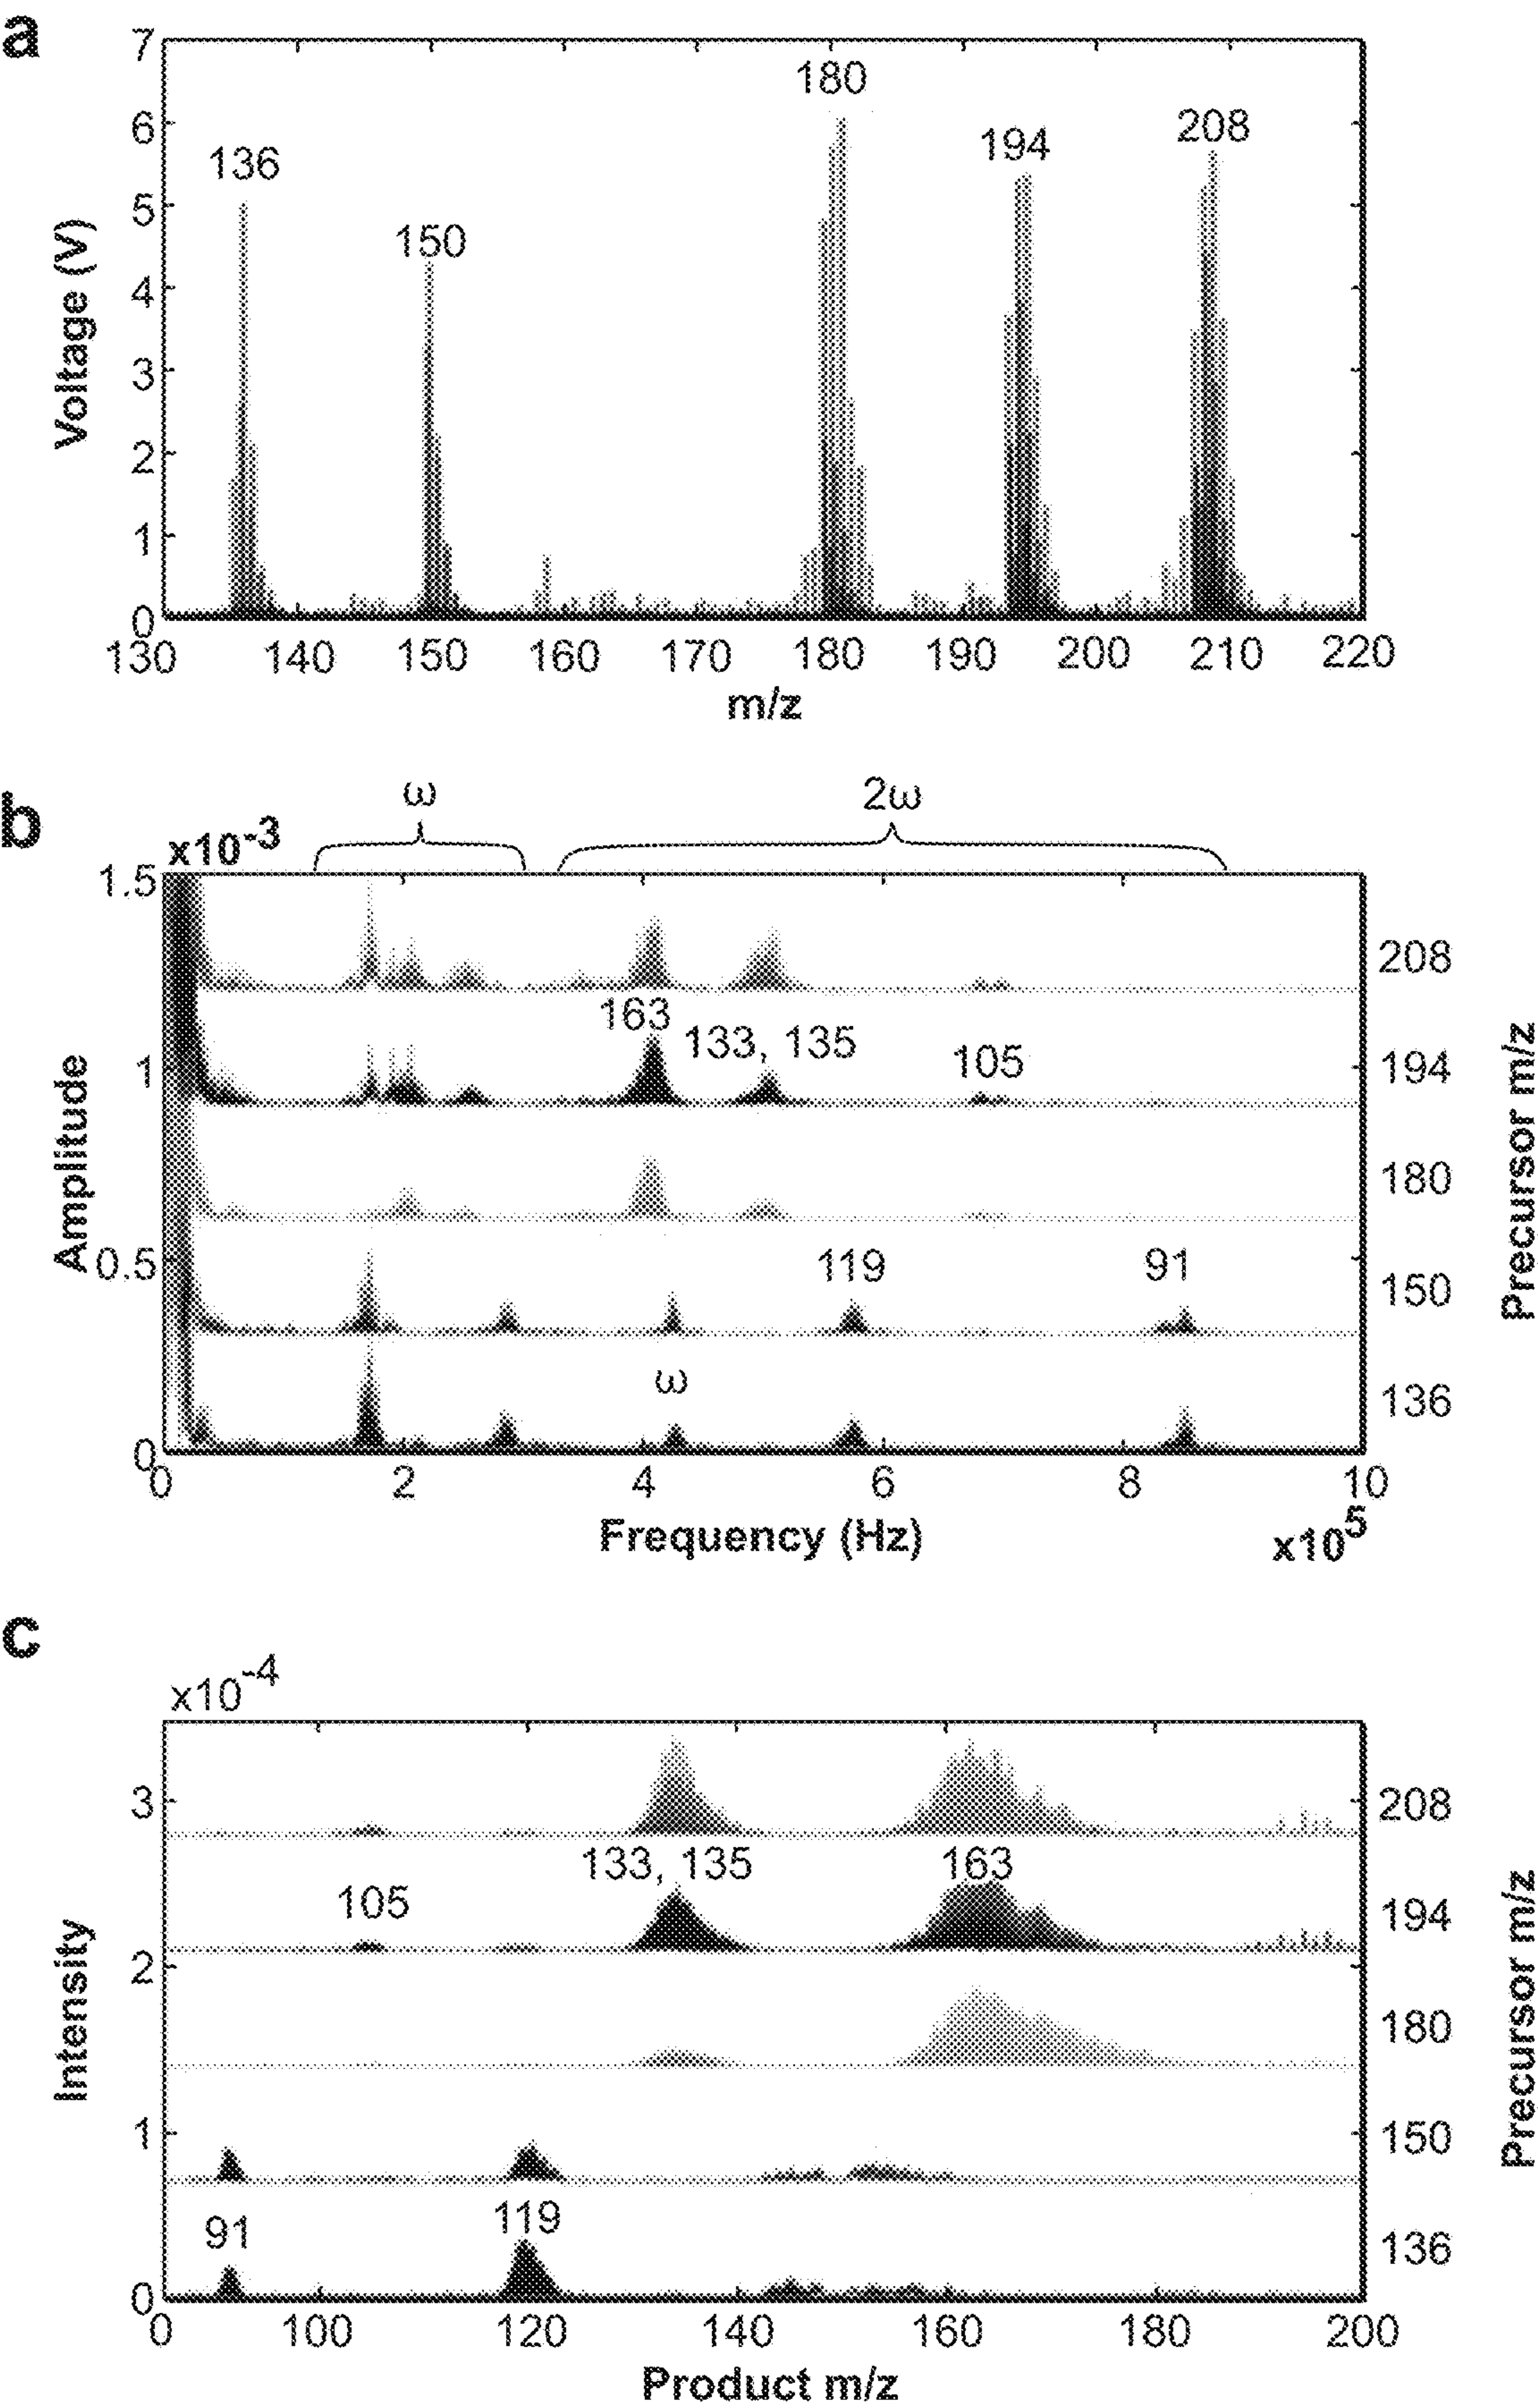 a
7
180
6
208
194
136
5
150
4
3
2
1
0
Voltage (V)
130 140 150 160 170 180 190 200 210 220
m/z
b
ω
2ω
x10-3
1.5
208
163
133, 135
105
1
194
180
0.5
119
91
150
ω
136
0
Amplitude
Precursor m/z
0 2 4 6 8 10
Frequency (Hz)
x105
c
x10-4
3
208
133, 135
163
105
194
2
180
1
150
91
119
136
0
Intensity
Precursor m/z
0 100 120 140 160 180 200
Product m/z